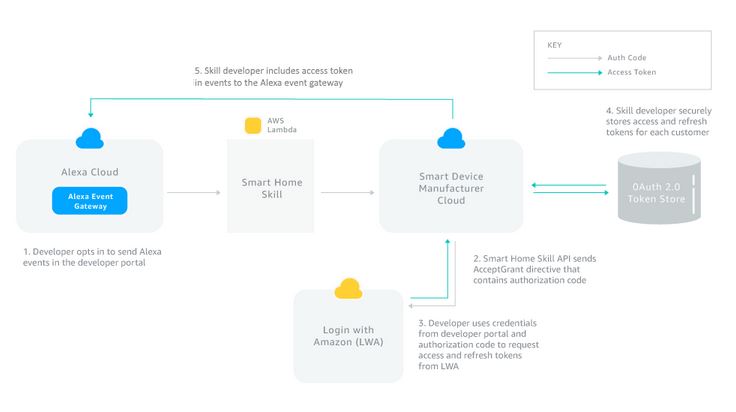 KEY
Auth Code
Access Token
5. Skill developer includes access token
in events to the Alexa event gateway
4. Skill developer securely
stores access and refresh
tokens for each customer
AWS
Lambda
Alexa Cloud
Alexa Event
Gateway
Smart Home
Skill
Smart Device
Manufacturer
Cloud
0Auth 2.0
Token Store
1. Developer opts in to send Alexa
events in the developer portal
2. Smart Home Skill API sends
AcceptGrant directive that
contains authorization code
Login with
Amazon (LWA)
3. Developer uses credentials
from developer portal and
authorization code to request
access and refresh tokens
from LWA